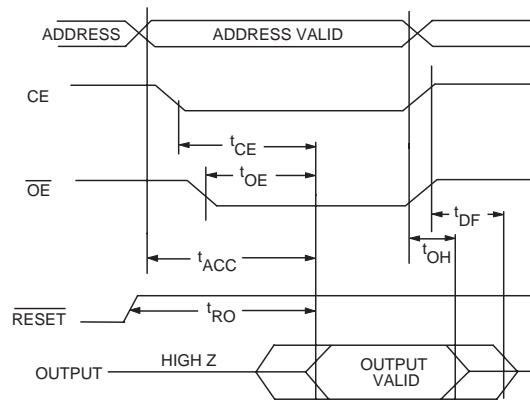 ADDRESS
ADDRESS VALID
CE
tCE
tOE
OE
tDF
tOH
tACC
RESET
tRO
HIGH Z
OUTPUT
OUTPUT
VALID